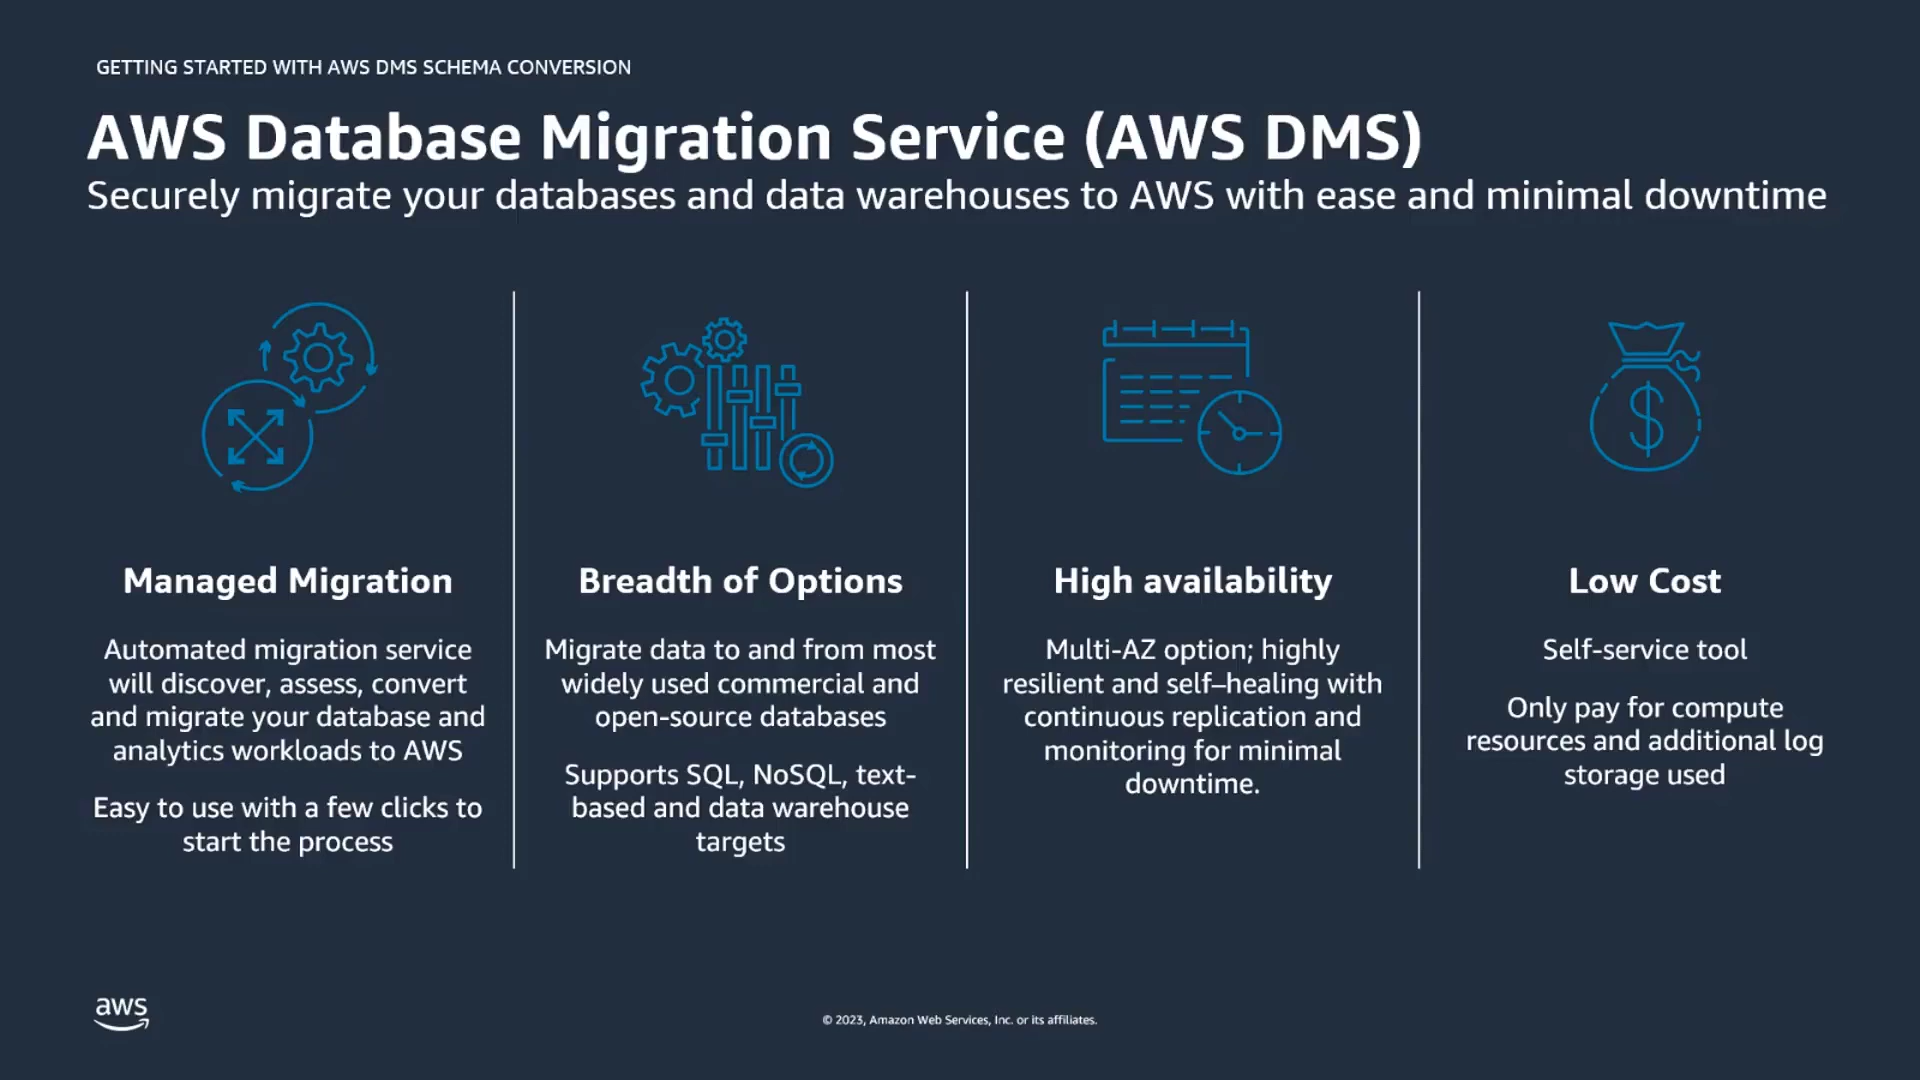 GETTING STARTED WITH AWS DMS SCHEMA CONVERSION
AWS Database Migration Service (AWS DMS)
Securely migrate your databases and data warehouses to AWS with ease and minimal downtime
Managed Migration
Automated migration service
will discover, assess, convert
and migrate your database and
analytics workloads to AWS
Easy to use with a few clicks to
start the process
Breadth of Options
Migrate data to and from most
widely used commercial and
open-source databases
Supports SQL, NoSQL, text-
based and data warehouse
targets
High availability
Multi-AZ option; highly
resilient and self–healing with
continuous replication and
monitoring for minimal
downtime.
Low Cost
Self-service tool
Only pay for compute
resources and additional log
storage used
aws
© 2023, Amazon Web Services, Inc. or its affiliates.